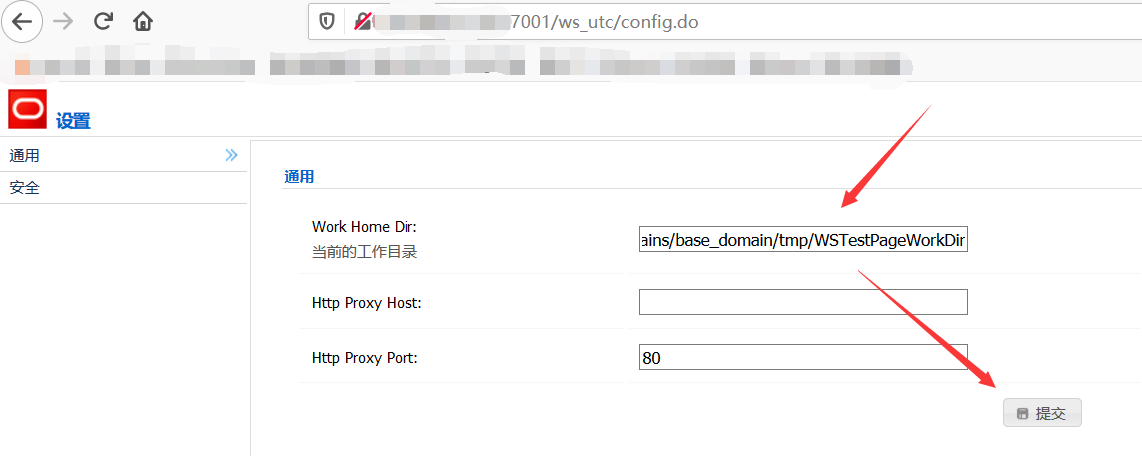 7001/ws_utc/config.do
设置
通用
安全
通用
Work Home Dir:
ains/base_domain/tmp/WSTestPageWorkDir
当前的工作目录
Http Proxy Host:
Http Proxy Port:
80
提交